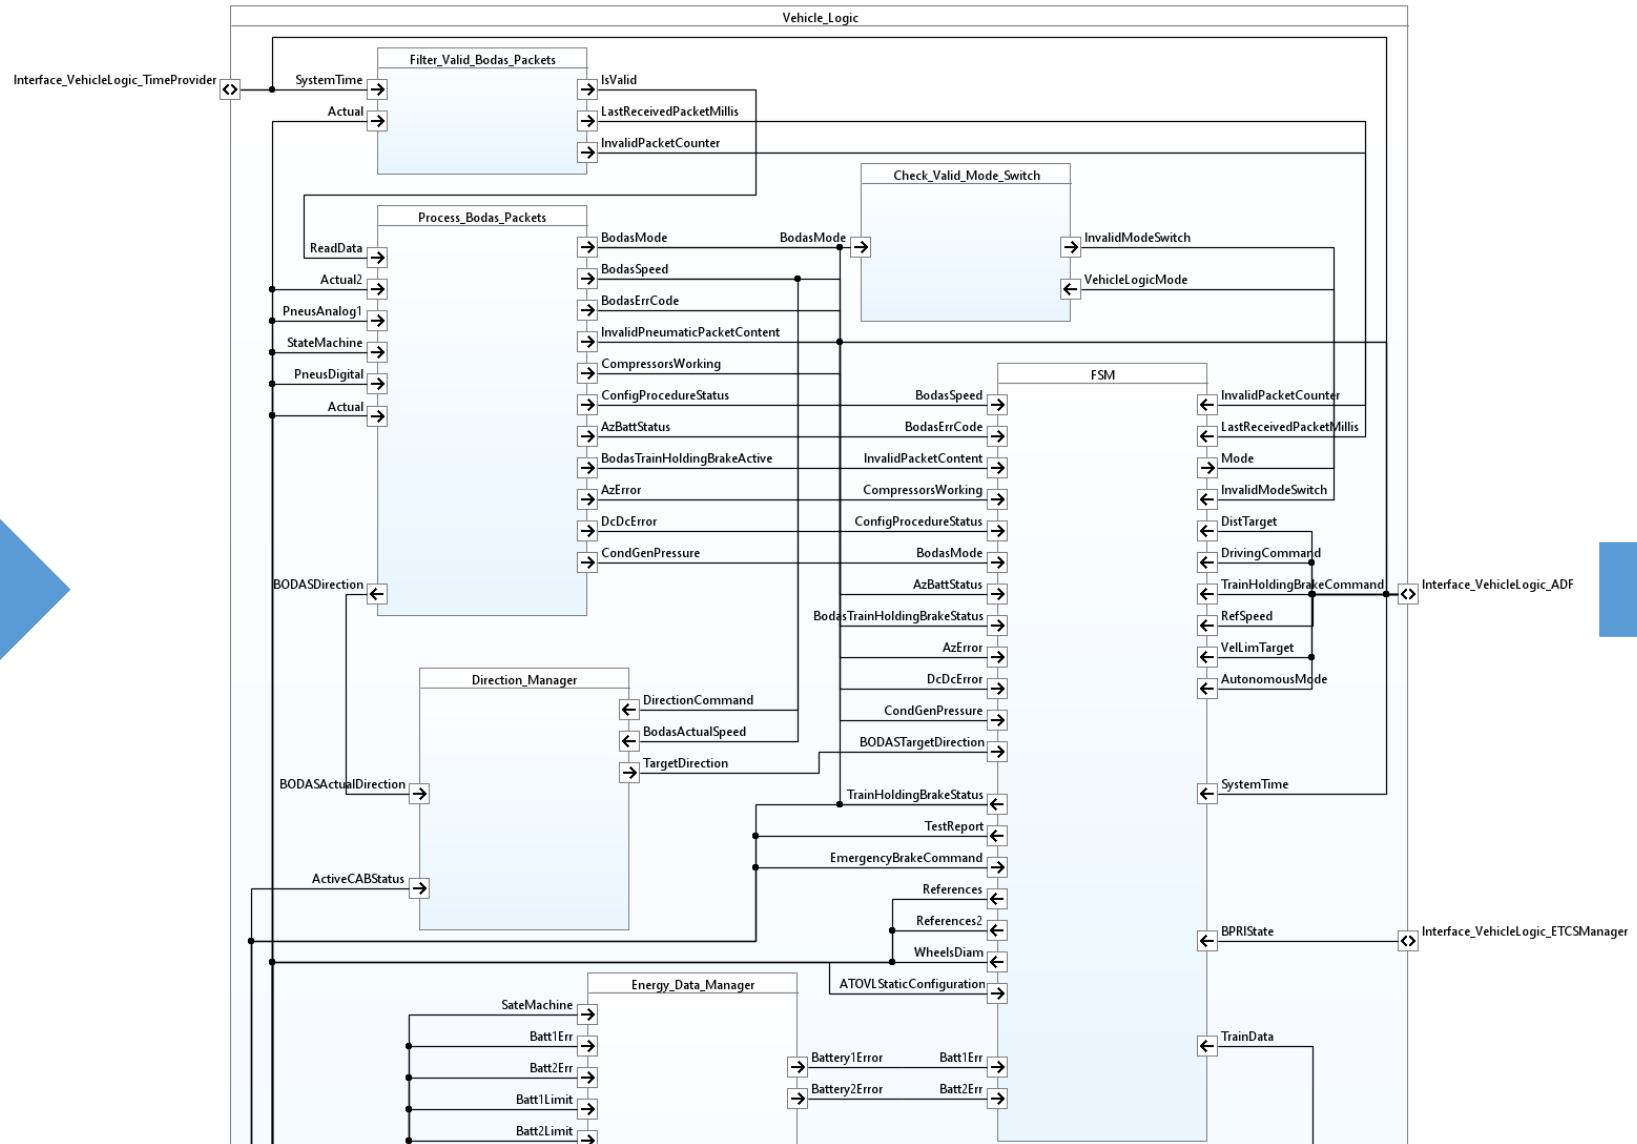 Vehicle_Logic
Filter_Valid_Bodas_Packets
Interface_VehicleLogic_TimeProvider
SystemTime
IsValid
Actual
LastReceivedPacketMillis
InvalidPacketCounter
Check_Valid_Mode_Switch
Process_Bodas_Packets
BodasMode
BodasMode
InvalidModeSwitch
ReadData
BodasSpeed
Actual2
VehicleLogicMode
BodasErrCode
PneusAnalog1
InvalidPneumaticPacketContent
StateMachine
CompressorsWorking
PneusDigital
FSM
ConfigProcedureStatus
BodasSpeed
InvalidPacketCounter
Actual
AzBattStatus
BodasErrCode
LastReceivedPacketMillis
BodasTrainHoldingBrakeActive
InvalidPacketContent
Mode
AzError
CompressorsWorking
InvalidModeSwitch
DcDcError
ConfigProcedureStatus
DistTarget
CondGenPressure
BodasMode
DrivingCommand
BODASDirection
AzBattStatus
TrainHoldingBrakeCommand
Interface_VehicleLogic_ADF
BodasTrainHoldingBrakeStatus
RefSpeed
AzError
VelLimTarget
Direction_Manager
DcDcError
AutonomousMode
DirectionCommand
CondGenPressure
BodasActualSpeed
BODASTargetDirection
TargetDirection
BODASActualDirection
TrainHoldingBrakeStatus
SystemTime
TestReport
EmergencyBrakeCommand
ActiveCABStatus
References
References2
BPRIState
Interface_VehicleLogic_ETCSManager
WheelsDiam
Energy_Data_Manager
ATOVLStaticConfiguration
SateMachine
Batt1Err
TrainData
Battery1Error
Batt1Err
Batt2Err
Battery2Error
Batt2Err
Batt1Limit
Batt2Limit